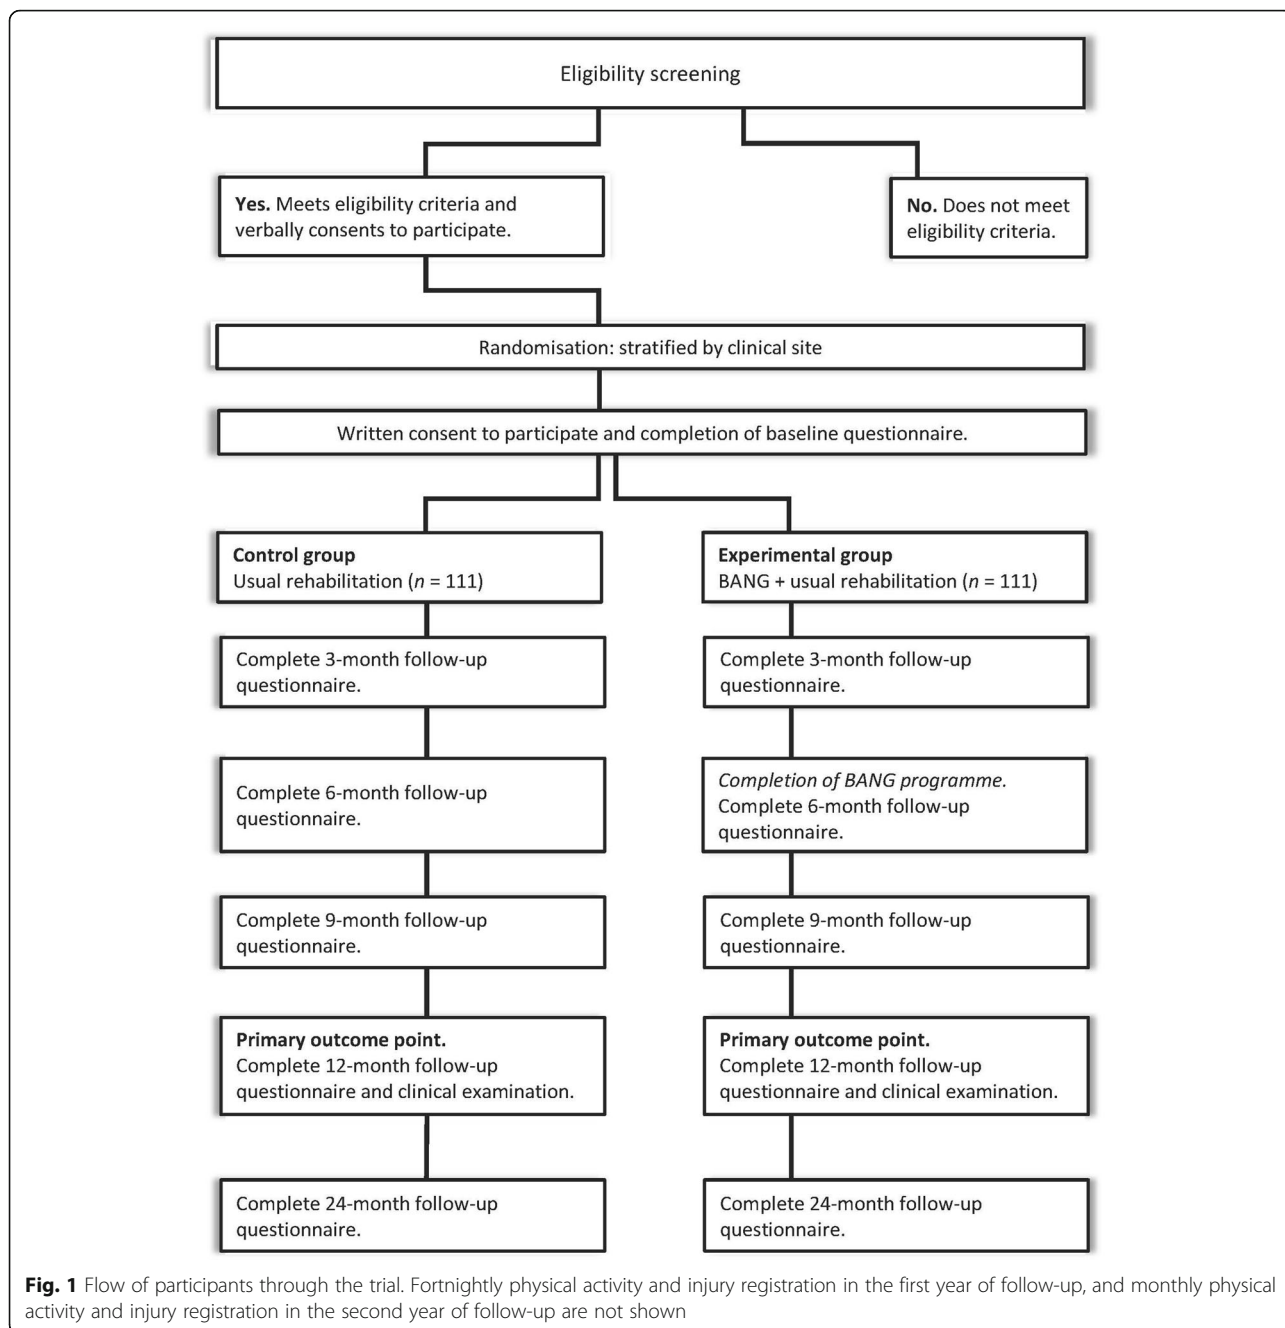 Eligibility screening
Yes. Meets eligibility criteria and
verbally consents to participate.
No. Does not meet
eligibility criteria.
Randomisation: stratified by clinical site
Written consent to participate and completion of baseline questionnaire.
Control group
Usual rehabilitation (n = 111)
Experimental group
BANG + usual rehabilitation (n = 111)
Complete 3-month follow-up
questionnaire.
Complete 3-month follow-up
questionnaire.
Complete 6-month follow-up
questionnaire.
Completion of BANG programme.
Complete 6-month follow-up
questionnaire.
Complete 9-month follow-up
questionnaire.
Complete 9-month follow-up
questionnaire.
Primary outcome point.
Complete 12-month follow-up
questionnaire and clinical examination.
Primary outcome point.
Complete 12-month follow-up
questionnaire and clinical examination.
Complete 24-month follow-up
questionnaire.
Complete 24-month follow-up
questionnaire.
Fig. 1 Flow of participants through the trial. Fortnightly physical activity and injury registration in the first year of follow-up, and monthly physical
activity and injury registration in the second year of follow-up are not shown